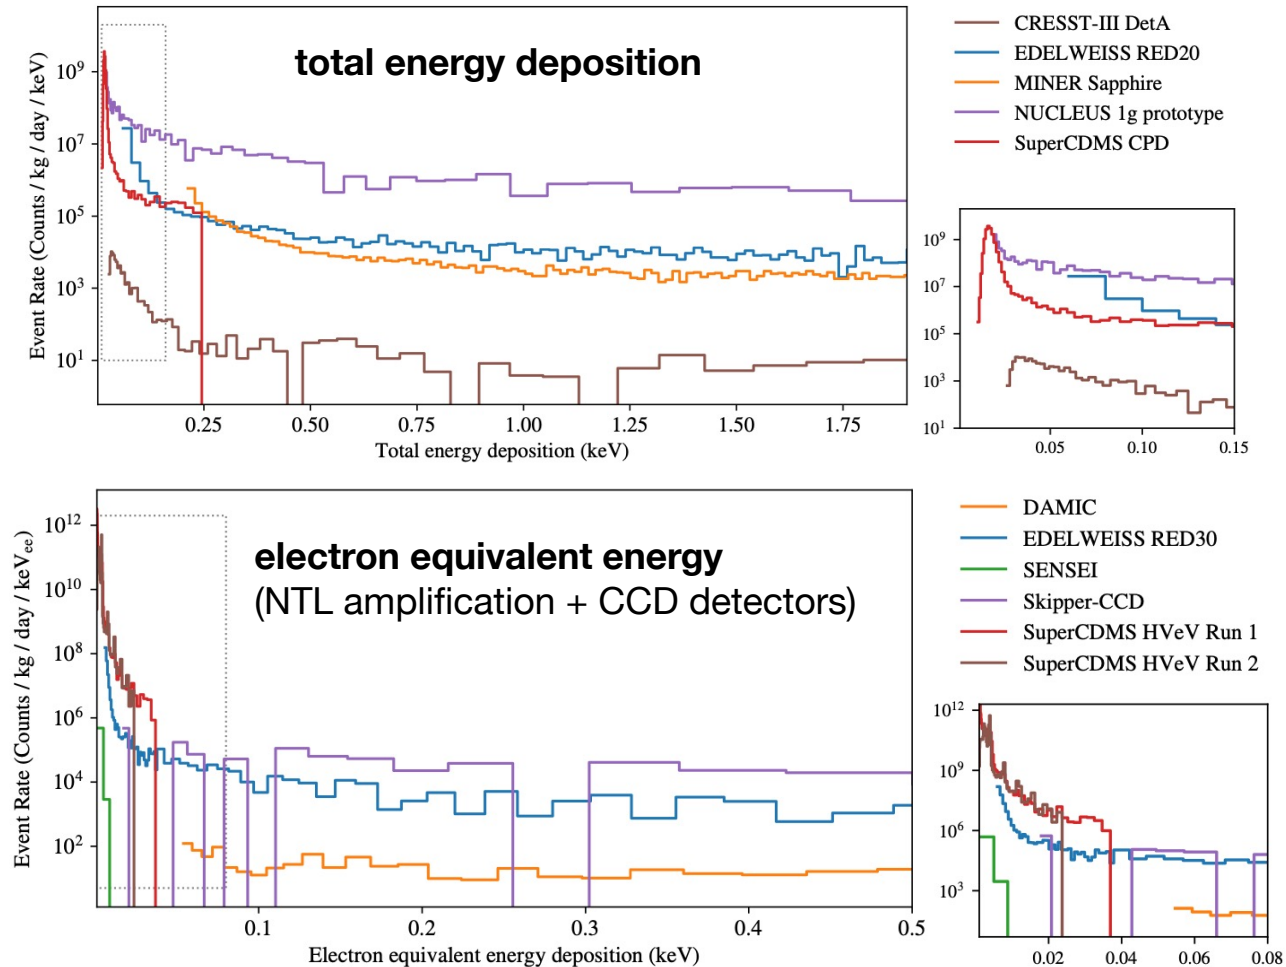 total energy deposition
Event Rate (Counts / kg / day / keV)
10⁹
10⁷
10⁵
10³
10¹
0.25 0.50 0.75 1.00 1.25 1.50 1.75
Total energy deposition (keV)
CRESST-III DetA
EDELWEISS RED20
MINER Sapphire
NUCLEUS 1g prototype
SuperCDMS CPD
10⁹
10⁷
10⁵
10³
10¹
0.05 0.10 0.15
electron equivalent energy
(NTL amplification + CCD detectors)
Event Rate (Counts / kg / day / keVₑₑ)
10¹²
10¹⁰
10⁸
10⁶
10⁴
10²
0.1 0.2 0.3 0.4 0.5
Electron equivalent energy deposition (keV)
DAMIC
EDELWEISS RED30
SENSEI
Skipper-CCD
SuperCDMS HVeV Run 1
SuperCDMS HVeV Run 2
10¹²
10⁹
10⁶
10³
0.02 0.04 0.06 0.08